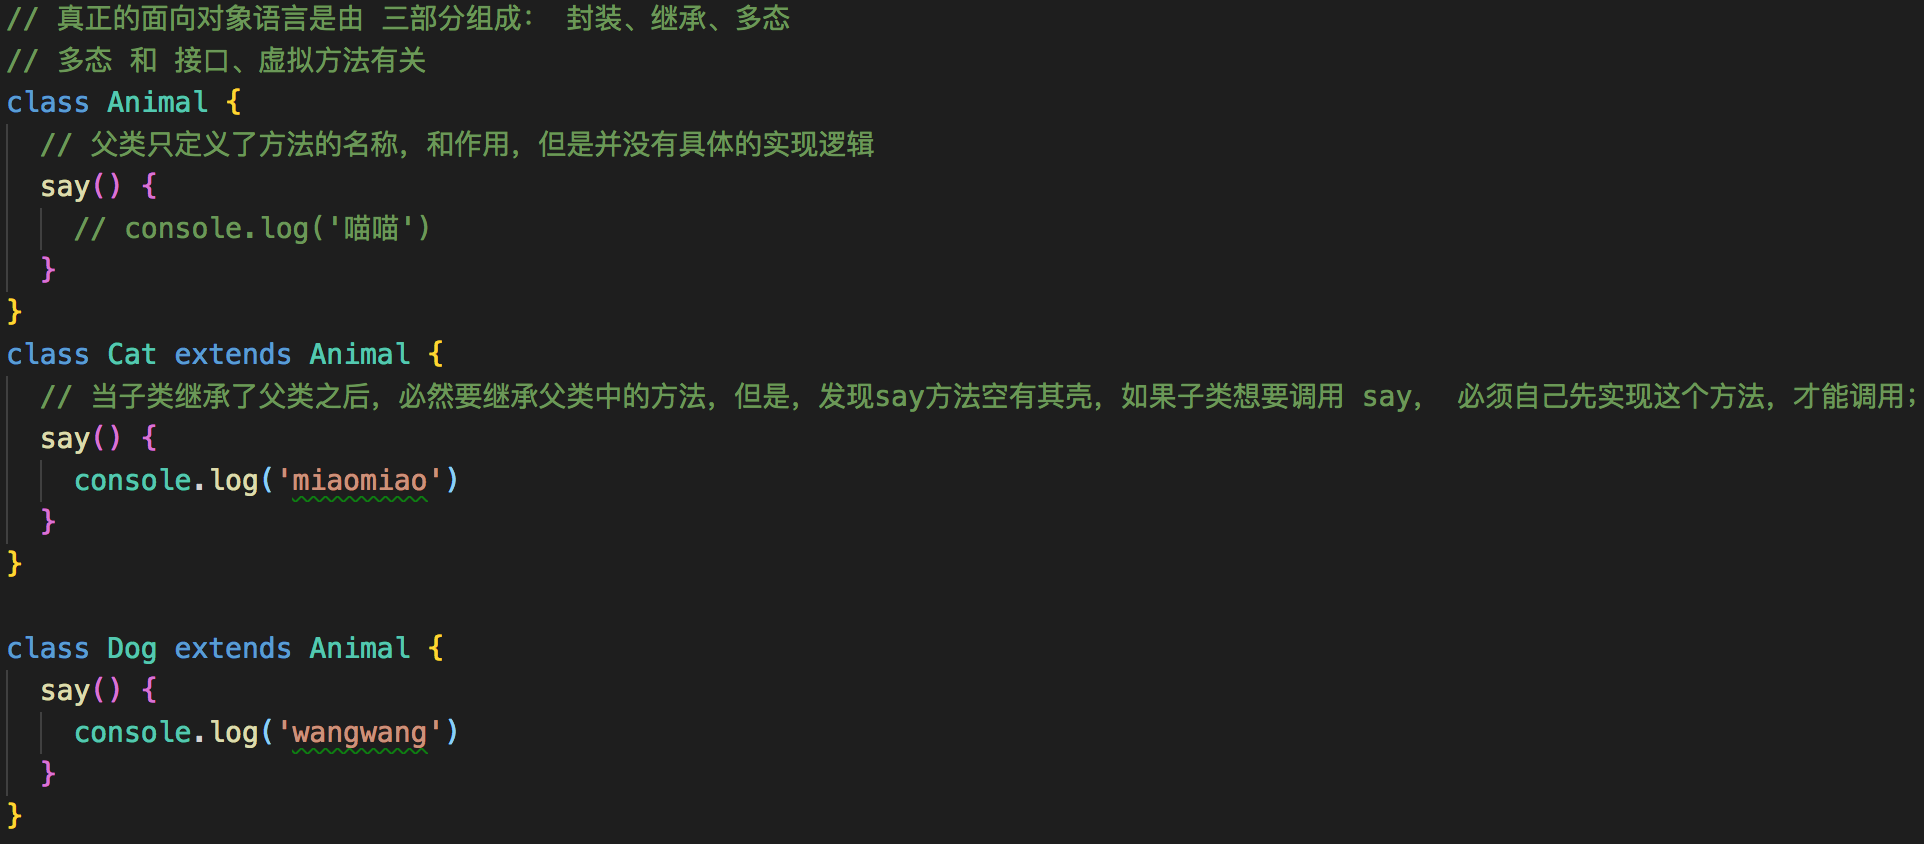 // 真正的面向对象语言是由 三部分组成： 封装、继承、多态
// 多态 和 接口、虚拟方法有关
class Animal {
  // 父类只定义了方法的名称，和作用，但是并没有具体的实现逻辑
  say() {
    // console.log('喵喵')
  }
}
class Cat extends Animal {
  // 当子类继承了父类之后，必然要继承父类中的方法，但是，发现say方法空有其壳，如果子类想要调用 say， 必须自己先实现这个方法，才能调用；
  say() {
    console.log('miaomiao')
  }
}

class Dog extends Animal {
  say() {
    console.log('wangwang')
  }
}